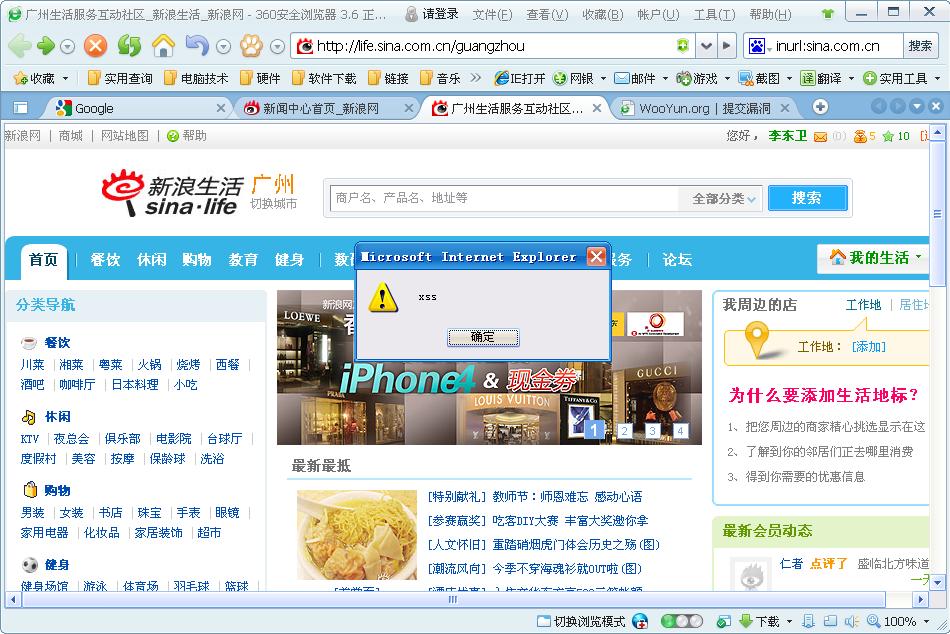 广州生活服务互动社区_新浪生活_新浪网 - 360安全浏览器 3.6 正... 请登录 文件(F) 查看(V) 收藏(B) 帐户(U) 工具(T) 帮助(H)
http://life.sina.com.cn/guangzhou inurl:sina.com.cn 搜索
收藏 实用查询 电脑技术 硬件 软件下载 链接 音乐 » IE打开 网银 邮件 游戏 截图 翻译 实用工具
Google 新闻中心首页_新浪网 广州生活服务互动社区... WooYun.org | 提交漏洞
新浪网 | 商城 | 网站地图 | 帮助 您好， 李东卫 (0) 5 10
新浪生活 sina·life 广州 切换城市
商户名、产品名、地址等 全部分类 搜索
首页 餐饮 休闲 购物 教育 健身 务 论坛 我的生活
Microsoft Internet Explorer
xss
确定
分类导航
餐饮
川菜 | 湘菜 | 粤菜 | 火锅 | 烧烤 | 西餐 |
酒吧 | 咖啡厅 | 日本料理 | 小吃
休闲
KTV | 夜总会 | 俱乐部 | 电影院 | 台球厅 |
度假村 | 美容 | 按摩 | 保龄球 | 洗浴
购物
男装 | 女装 | 书店 | 珠宝 | 手表 | 眼镜 |
家用电器 | 化妆品 | 家居装饰 | 超市
健身
健身场馆 | 游泳 | 体育场 | 羽毛球 | 篮球
新浪网
LOEWE
iPhone4 & 现金券
PRADA LOUIS VUITTON TIFFANY & CO. GUCCI
1 2 3 4
最新最抵
[特别献礼] 教师节：师恩难忘 感动心语
[参赛赢奖] 吃客DIY大赛 丰富大奖邀你拿
[人文怀旧] 重踏硝烟虎门体会历史之殇(图)
[潮流风向] 今季不穿海魂衫就OUT啦(图)
我周边的店 工作地 | 居住
工作地： [添加]
为什么要添加生活地标？
1、把您周边的商家精心挑选显示在这
2、了解到你的邻居们正去哪里消费
3、得到你需要的优惠信息
最新会员动态
仁者 点评了 盛临北方味道
一天
切换浏览模式 下载 100%